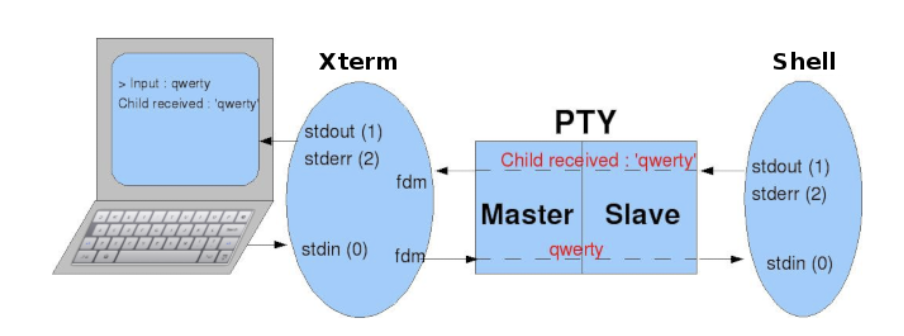 Xterm
Shell
> Input : qwerty
Child received : 'qwerty'
PTY
stdout (1)
stderr (2)
fdm
Child received : 'qwerty'
stdout (1)
stderr (2)
Master
Slave
stdin (0)
fdm
qwerty
stdin (0)